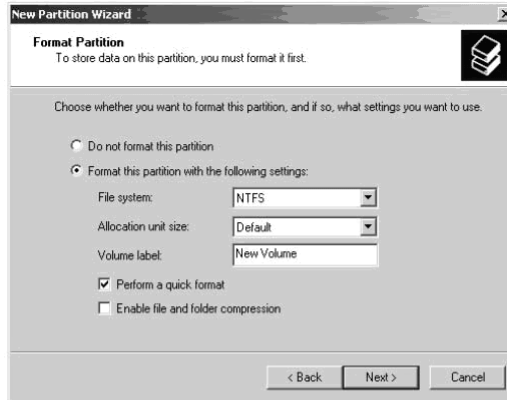 New Partition Wizard
Format Partition
To store data on this partition, you must format it first.
Choose whether you want to format this partition, and if so, what settings you want to use.
Do not format this partition
Format this partition with the following settings:
File system: NTFS
Allocation unit size: Default
Volume label: New Volume
Perform a quick format
Enable file and folder compression
< Back Next > Cancel